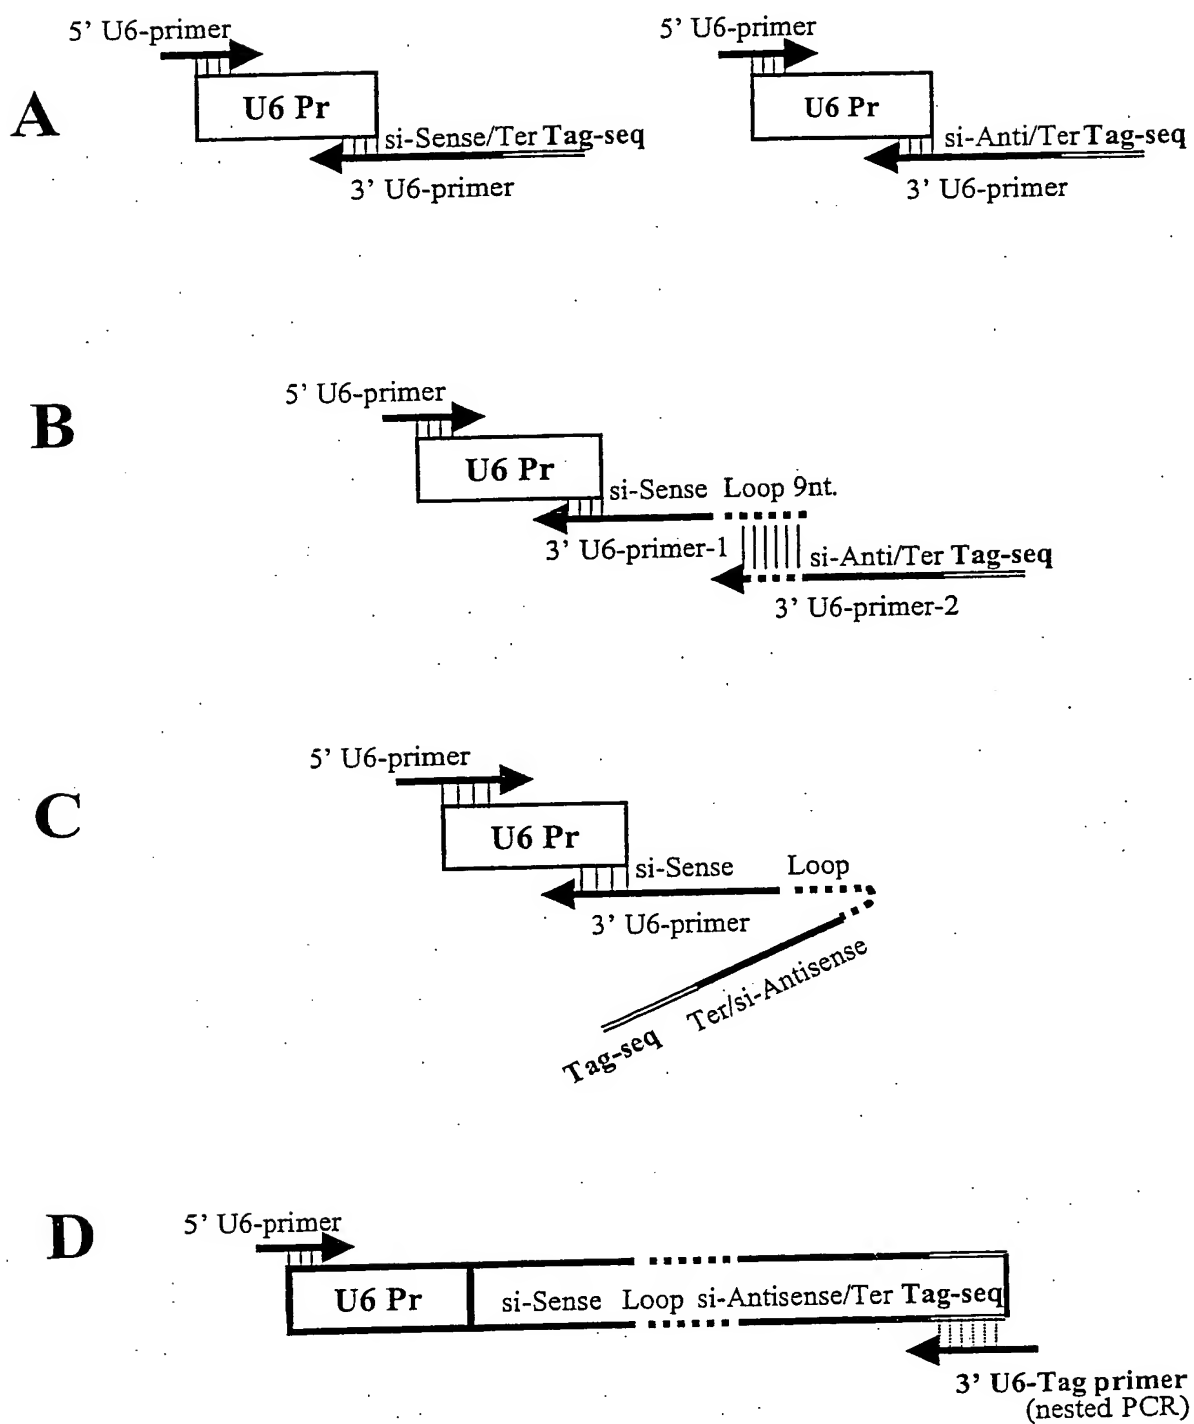 5’ U6-primer
5’ U6-primer
A
U6 Pr
U6 Pr
si-Sense/Ter Tag-seq
si-Anti/Ter Tag-seq
3’ U6-primer
3’ U6-primer
B
5’ U6-primer
U6 Pr
si-Sense Loop 9nt.
3’ U6-primer-1
si-Anti/Ter Tag-seq
3’ U6-primer-2
C
5’ U6-primer
U6 Pr
si-Sense Loop
3’ U6-primer
Ter/si-Antisense
Tag-seq
D
5’ U6-primer
U6 Pr
si-Sense Loop si-Antisense/Ter Tag-seq
3’ U6-Tag primer
(nested PCR)